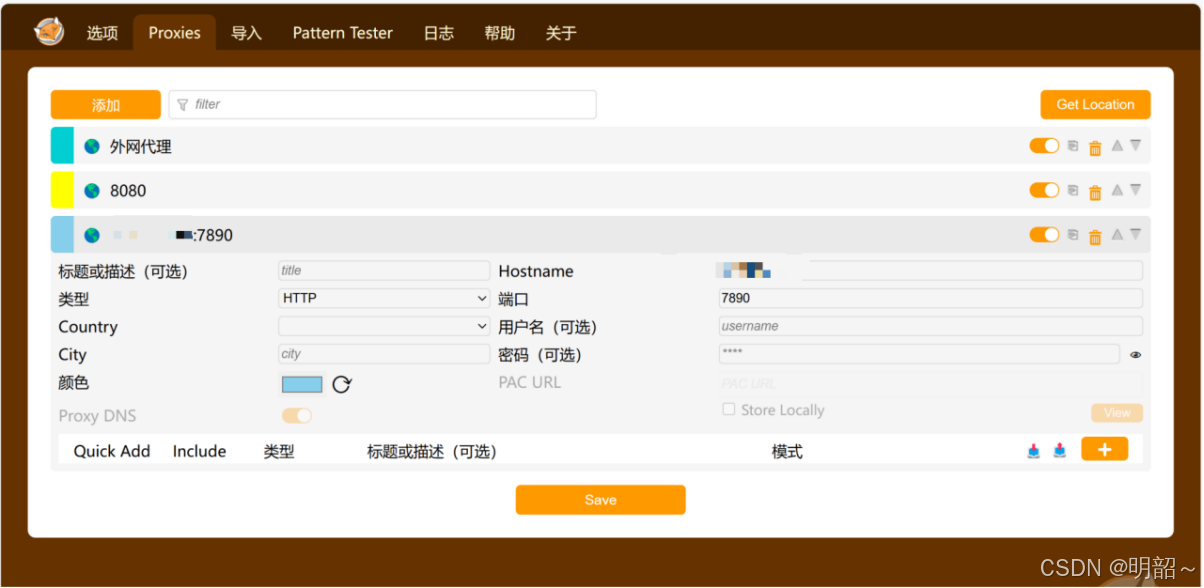 选项 Proxies 导入 Pattern Tester 日志 帮助 关于
添加 filter Get Location
外网代理
8080
:7890
标题或描述（可选） title Hostname
类型 HTTP 端口 7890
Country 用户名（可选） username
City city 密码（可选） ****
颜色 PAC URL PAC URL
Proxy DNS Store Locally View
Quick Add Include 类型 标题或描述（可选） 模式
Save
CSDN @明韶～